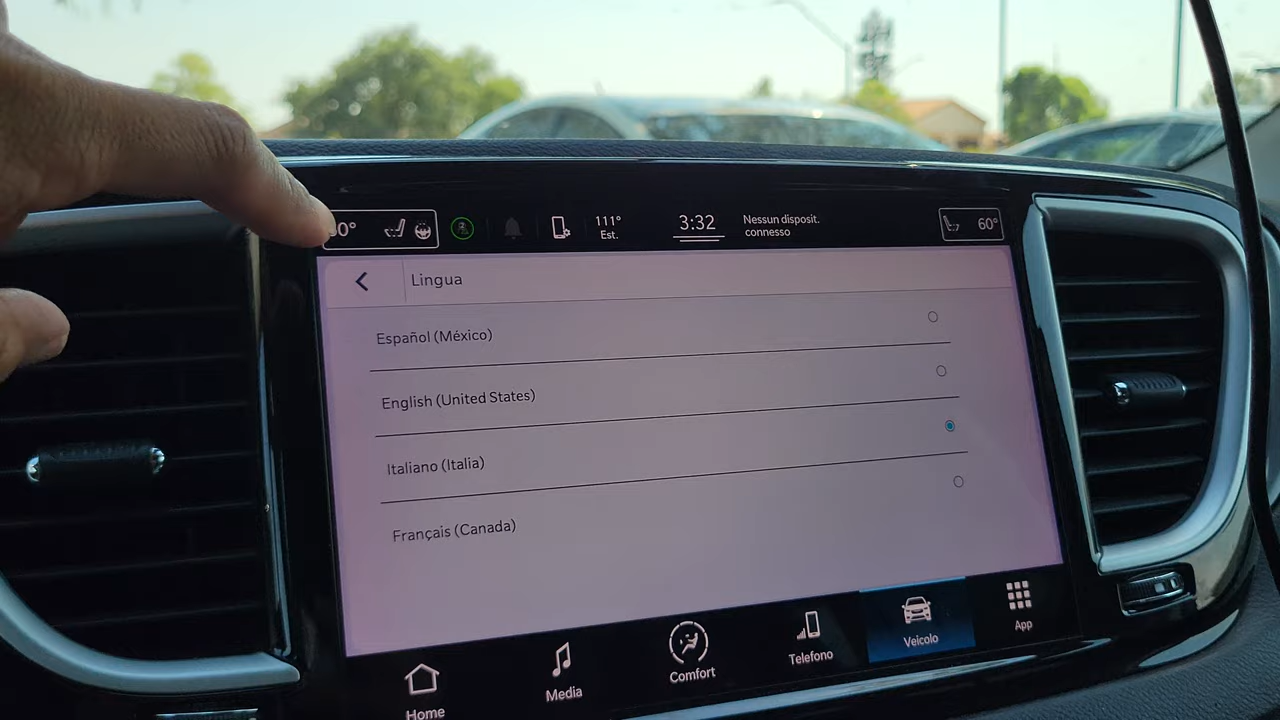 60°
111°
Est.
3:32
Nessun disposit.
connesso
60°
Lingua
Español (México)
English (United States)
Italiano (Italia)
Français (Canada)
Home
Media
Comfort
Telefono
Veicolo
App